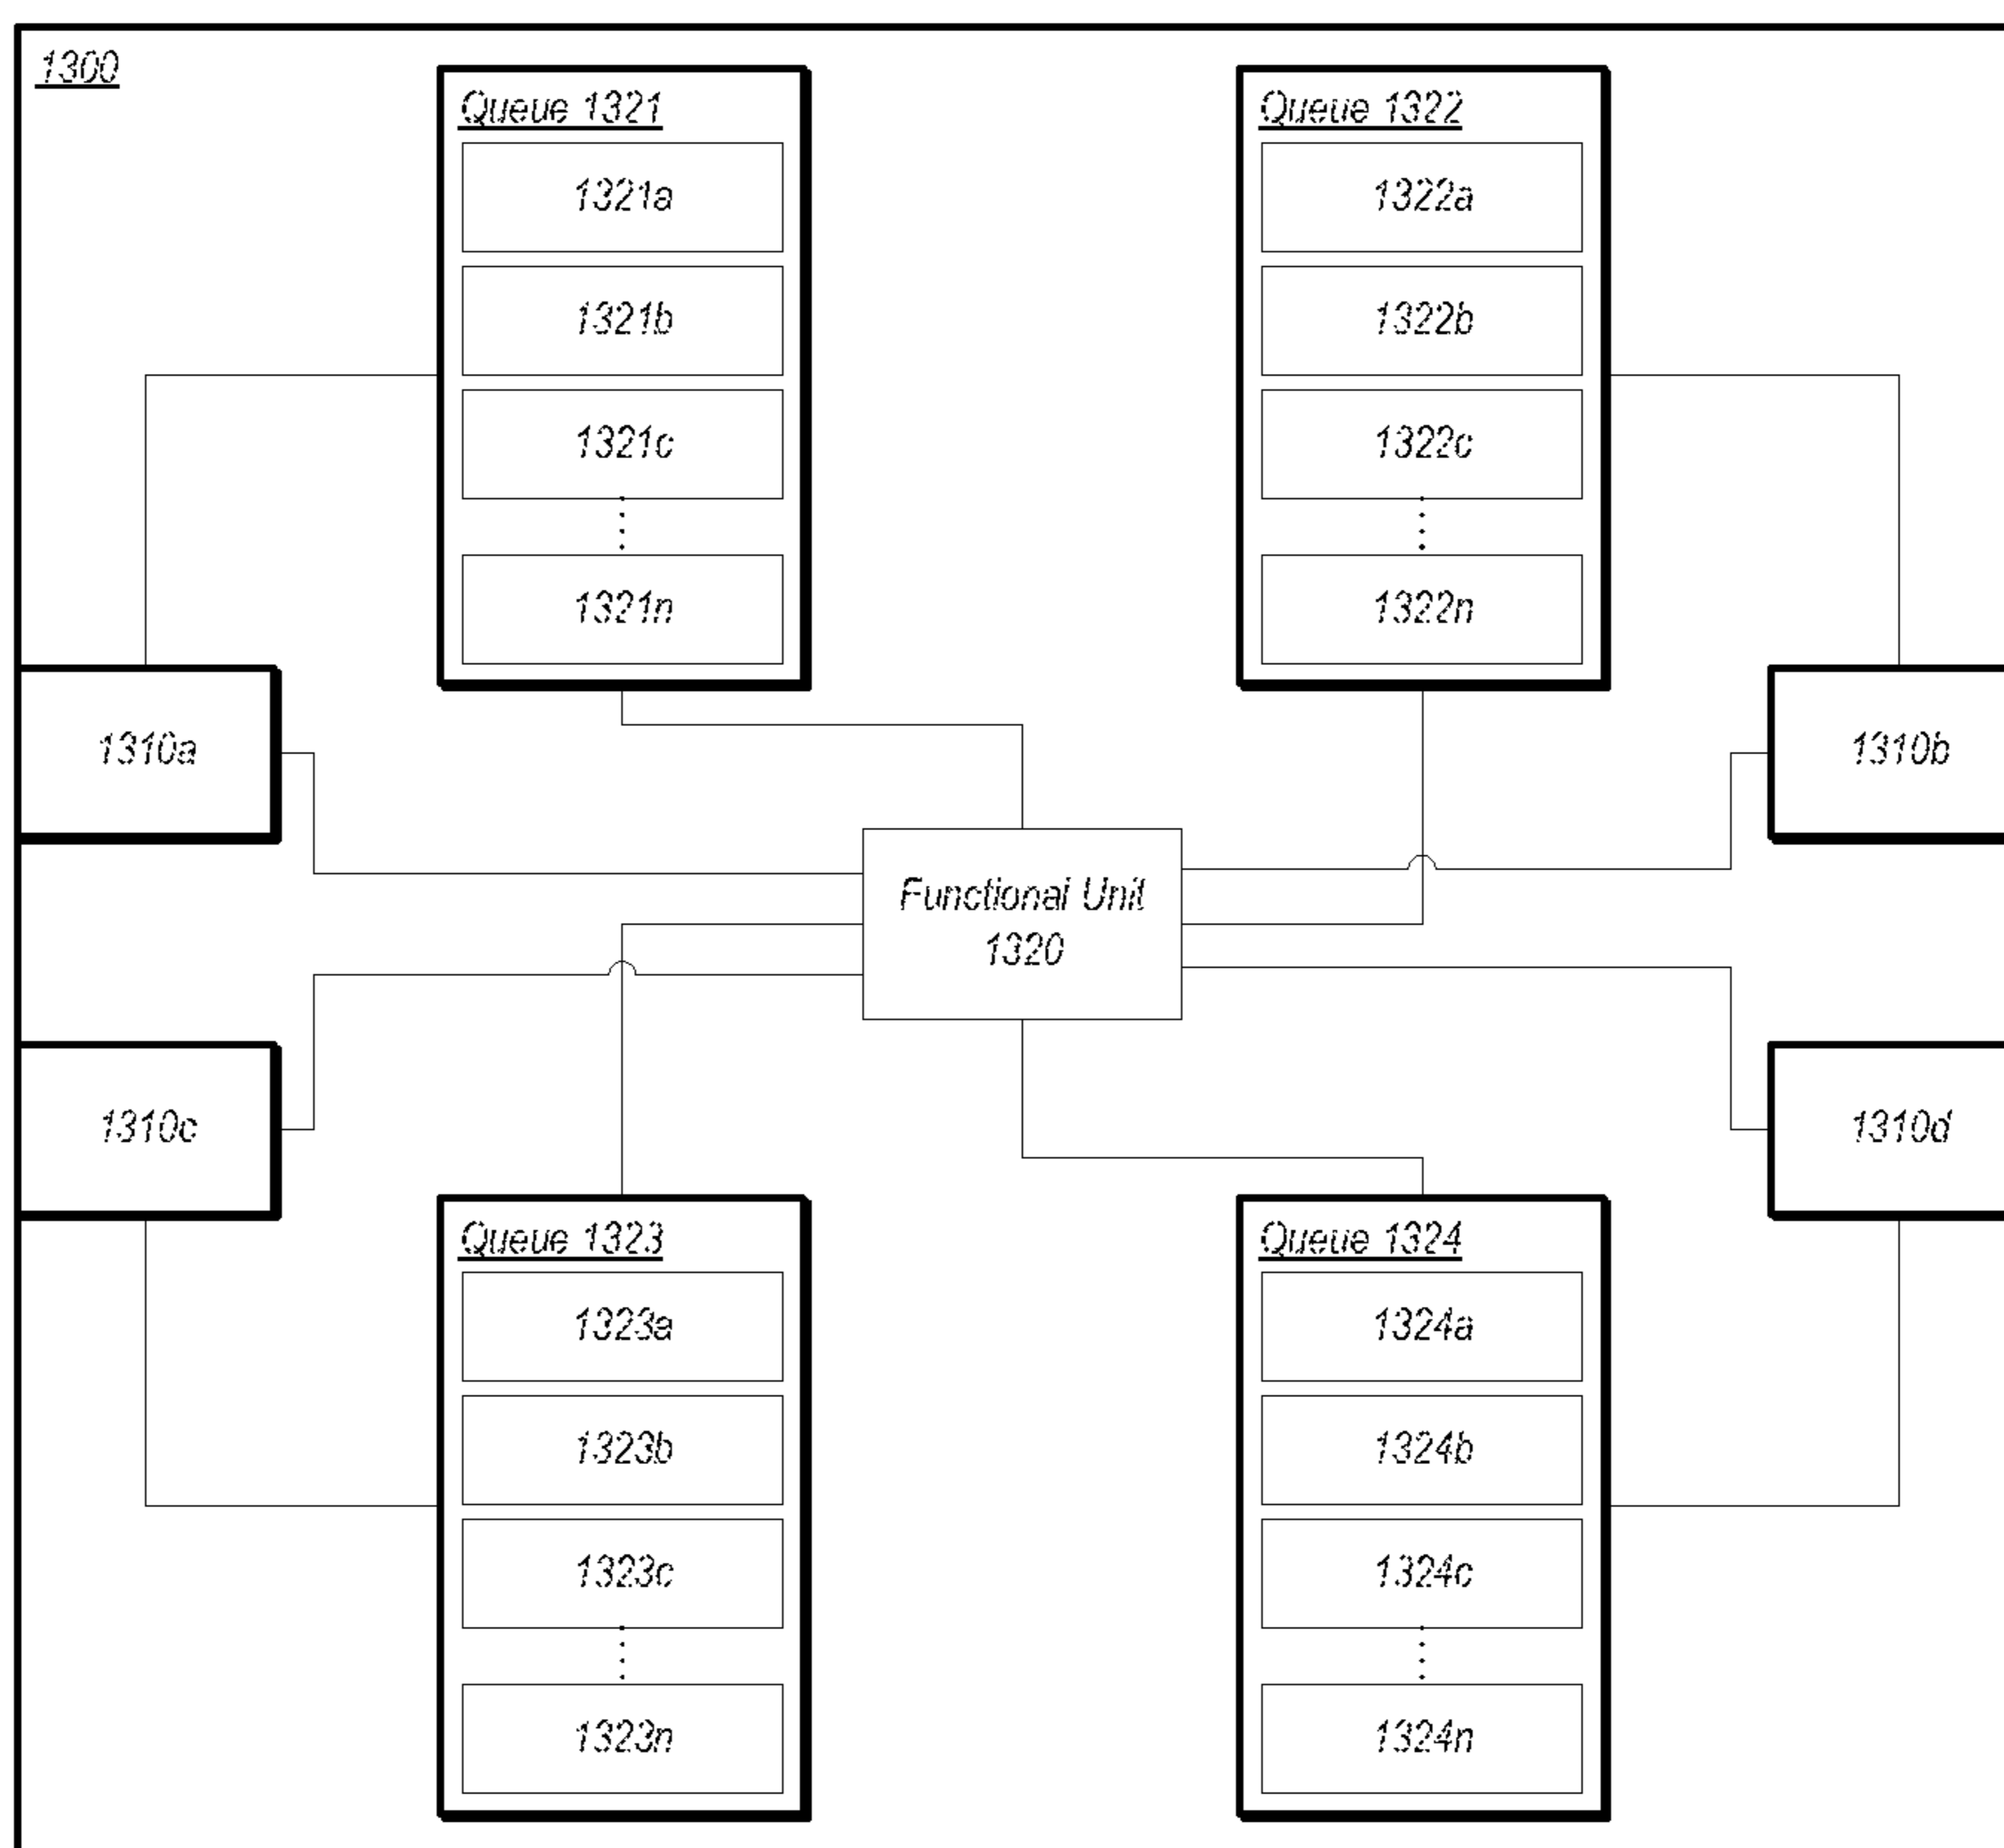 1300
Queue 1321
1321a
1321b
1321c
1321n
Queue 1322
1322a
1322b
1322c
1322n
1310a
1310b
Functional Unit
1320
1310c
1310d
Queue 1323
1323a
1323b
1323c
1323n
Queue 1324
1324a
1324b
1324c
1324n